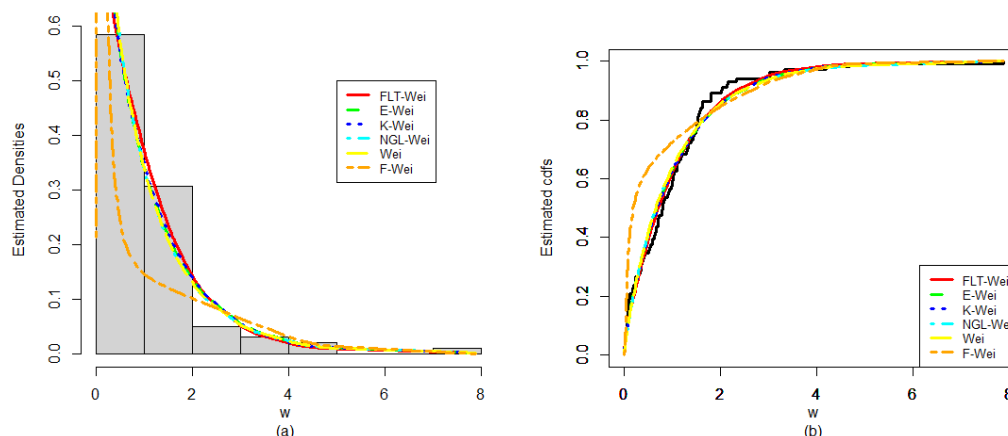 Estimated Densities
0.0 0.1 0.2 0.3 0.4 0.5 0.6
FLT-Wei
E-Wei
K-Wei
NGL-Wei
Wei
F-Wei
0 2 4 6 8
w
(a)
Estimated cdfs
0.0 0.2 0.4 0.6 0.8 1.0
FLT-Wei
E-Wei
K-Wei
NGL-Wei
Wei
F-Wei
0 2 4 6 8
w
(b)